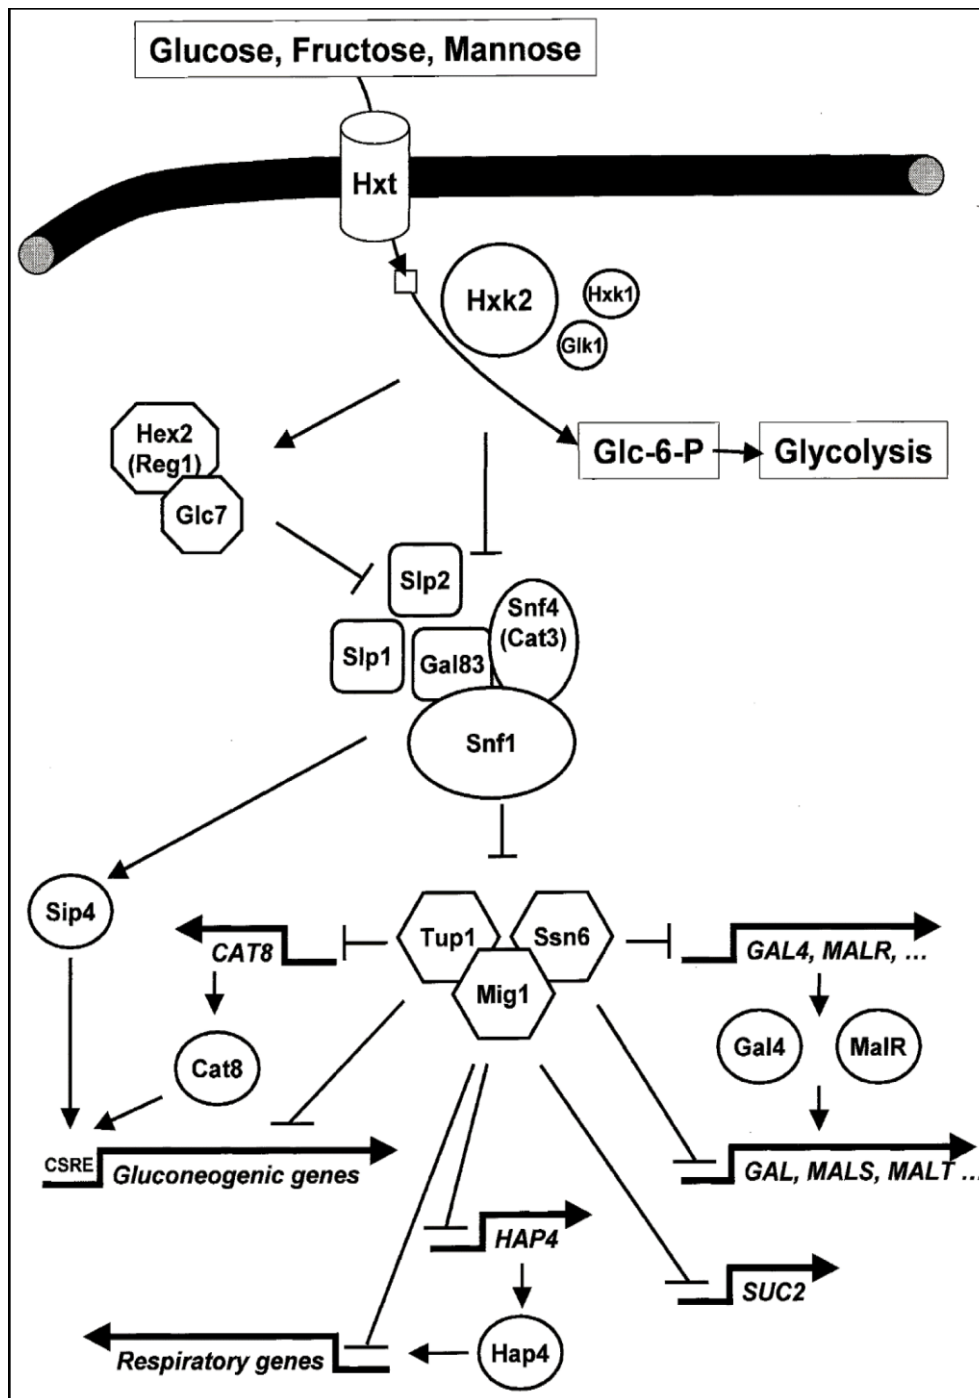 Glucose, Fructose, Mannose
Hxt
Hxk2
Hxk1
Glk1
Hex2
(Reg1)
Glc7
Glc-6-P
Glycolysis
Slp2
Snf4
(Cat3)
Slp1
Gal83
Snf1
Sip4
CAT8
Tup1
Ssn6
Mig1
GAL4, MALR, ...
Cat8
Gal4
MalR
CSRE
Gluconeogenic genes
GAL, MALS, MALT ...
HAP4
SUC2
Respiratory genes
Hap4